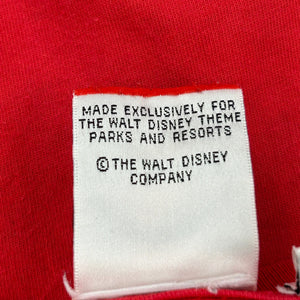 MADE EXCLUSIVELY FOR
THE WALT DISNEY THEME
PARKS AND RESORTS
© THE WALT DISNEY
COMPANY